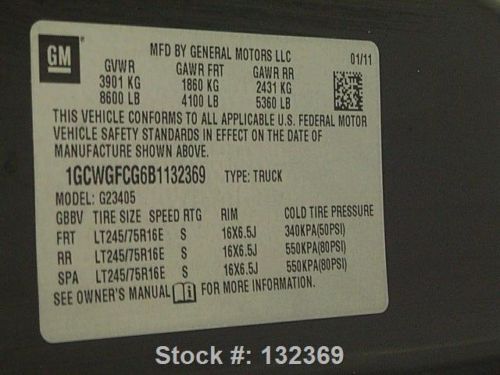 GM
MFD BY GENERAL MOTORS LLC 01/11
GVWR GAWR FRT GAWR RR
3901 KG 1860 KG 2431 KG
8600 LB 4100 LB 5360 LB
THIS VEHICLE CONFORMS TO ALL APPLICABLE U.S. FEDERAL MOTOR
VEHICLE SAFETY STANDARDS IN EFFECT ON THE DATE OF
MANUFACTURE SHOWN ABOVE.
1GCWGFCG6B1132369 TYPE: TRUCK
MODEL: G23405
GBBV TIRE SIZE SPEED RTG RIM COLD TIRE PRESSURE
FRT LT245/75R16E S 16X6.5J 340KPA(50PSI)
RR LT245/75R16E S 16X6.5J 550KPA(80PSI)
SPA LT245/75R16E S 16X6.5J 550KPA(80PSI)
SEE OWNER'S MANUAL i FOR MORE INFORMATION.
Stock #: 132369